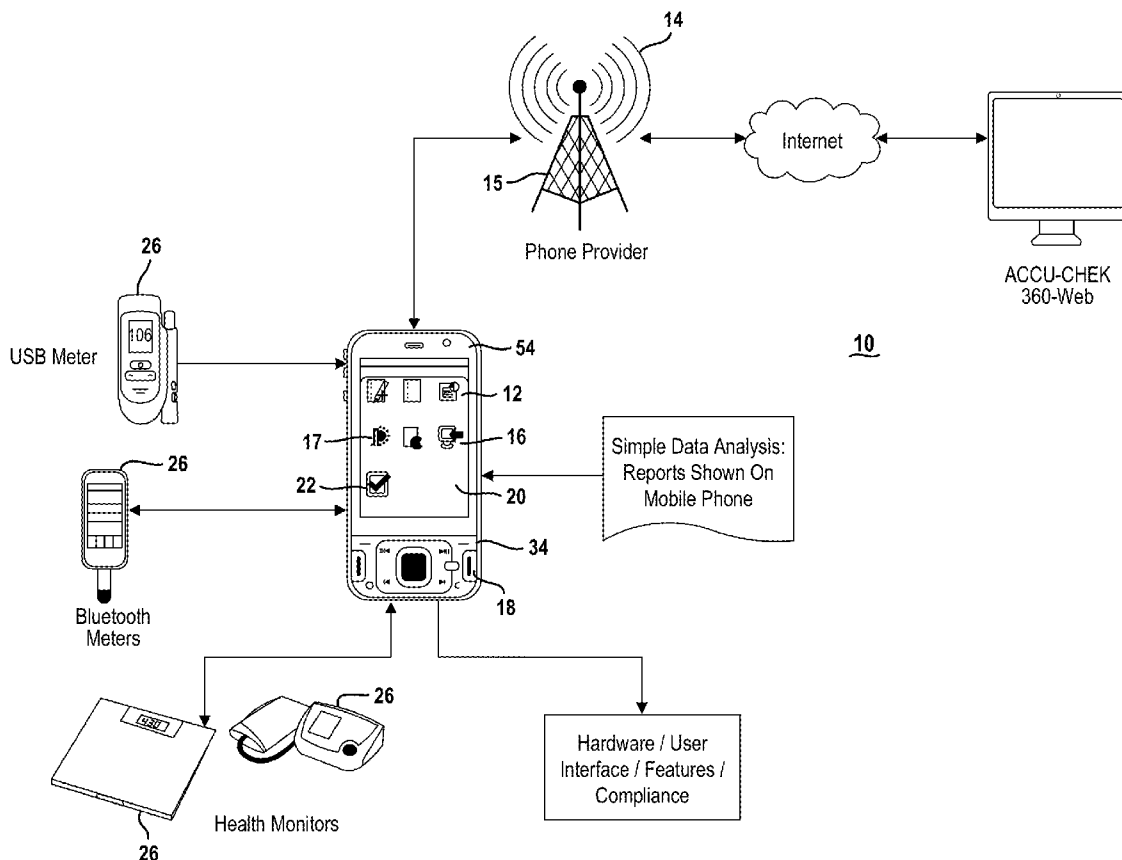 14
Internet
15
Phone Provider
ACCU-CHEK
360-Web
10
26
106
USB Meter
54
12
17
16
22
20
Simple Data Analysis:
Reports Shown On
Mobile Phone
26
34
18
Bluetooth
Meters
26
Hardware / User
Interface / Features /
Compliance
Health Monitors
26